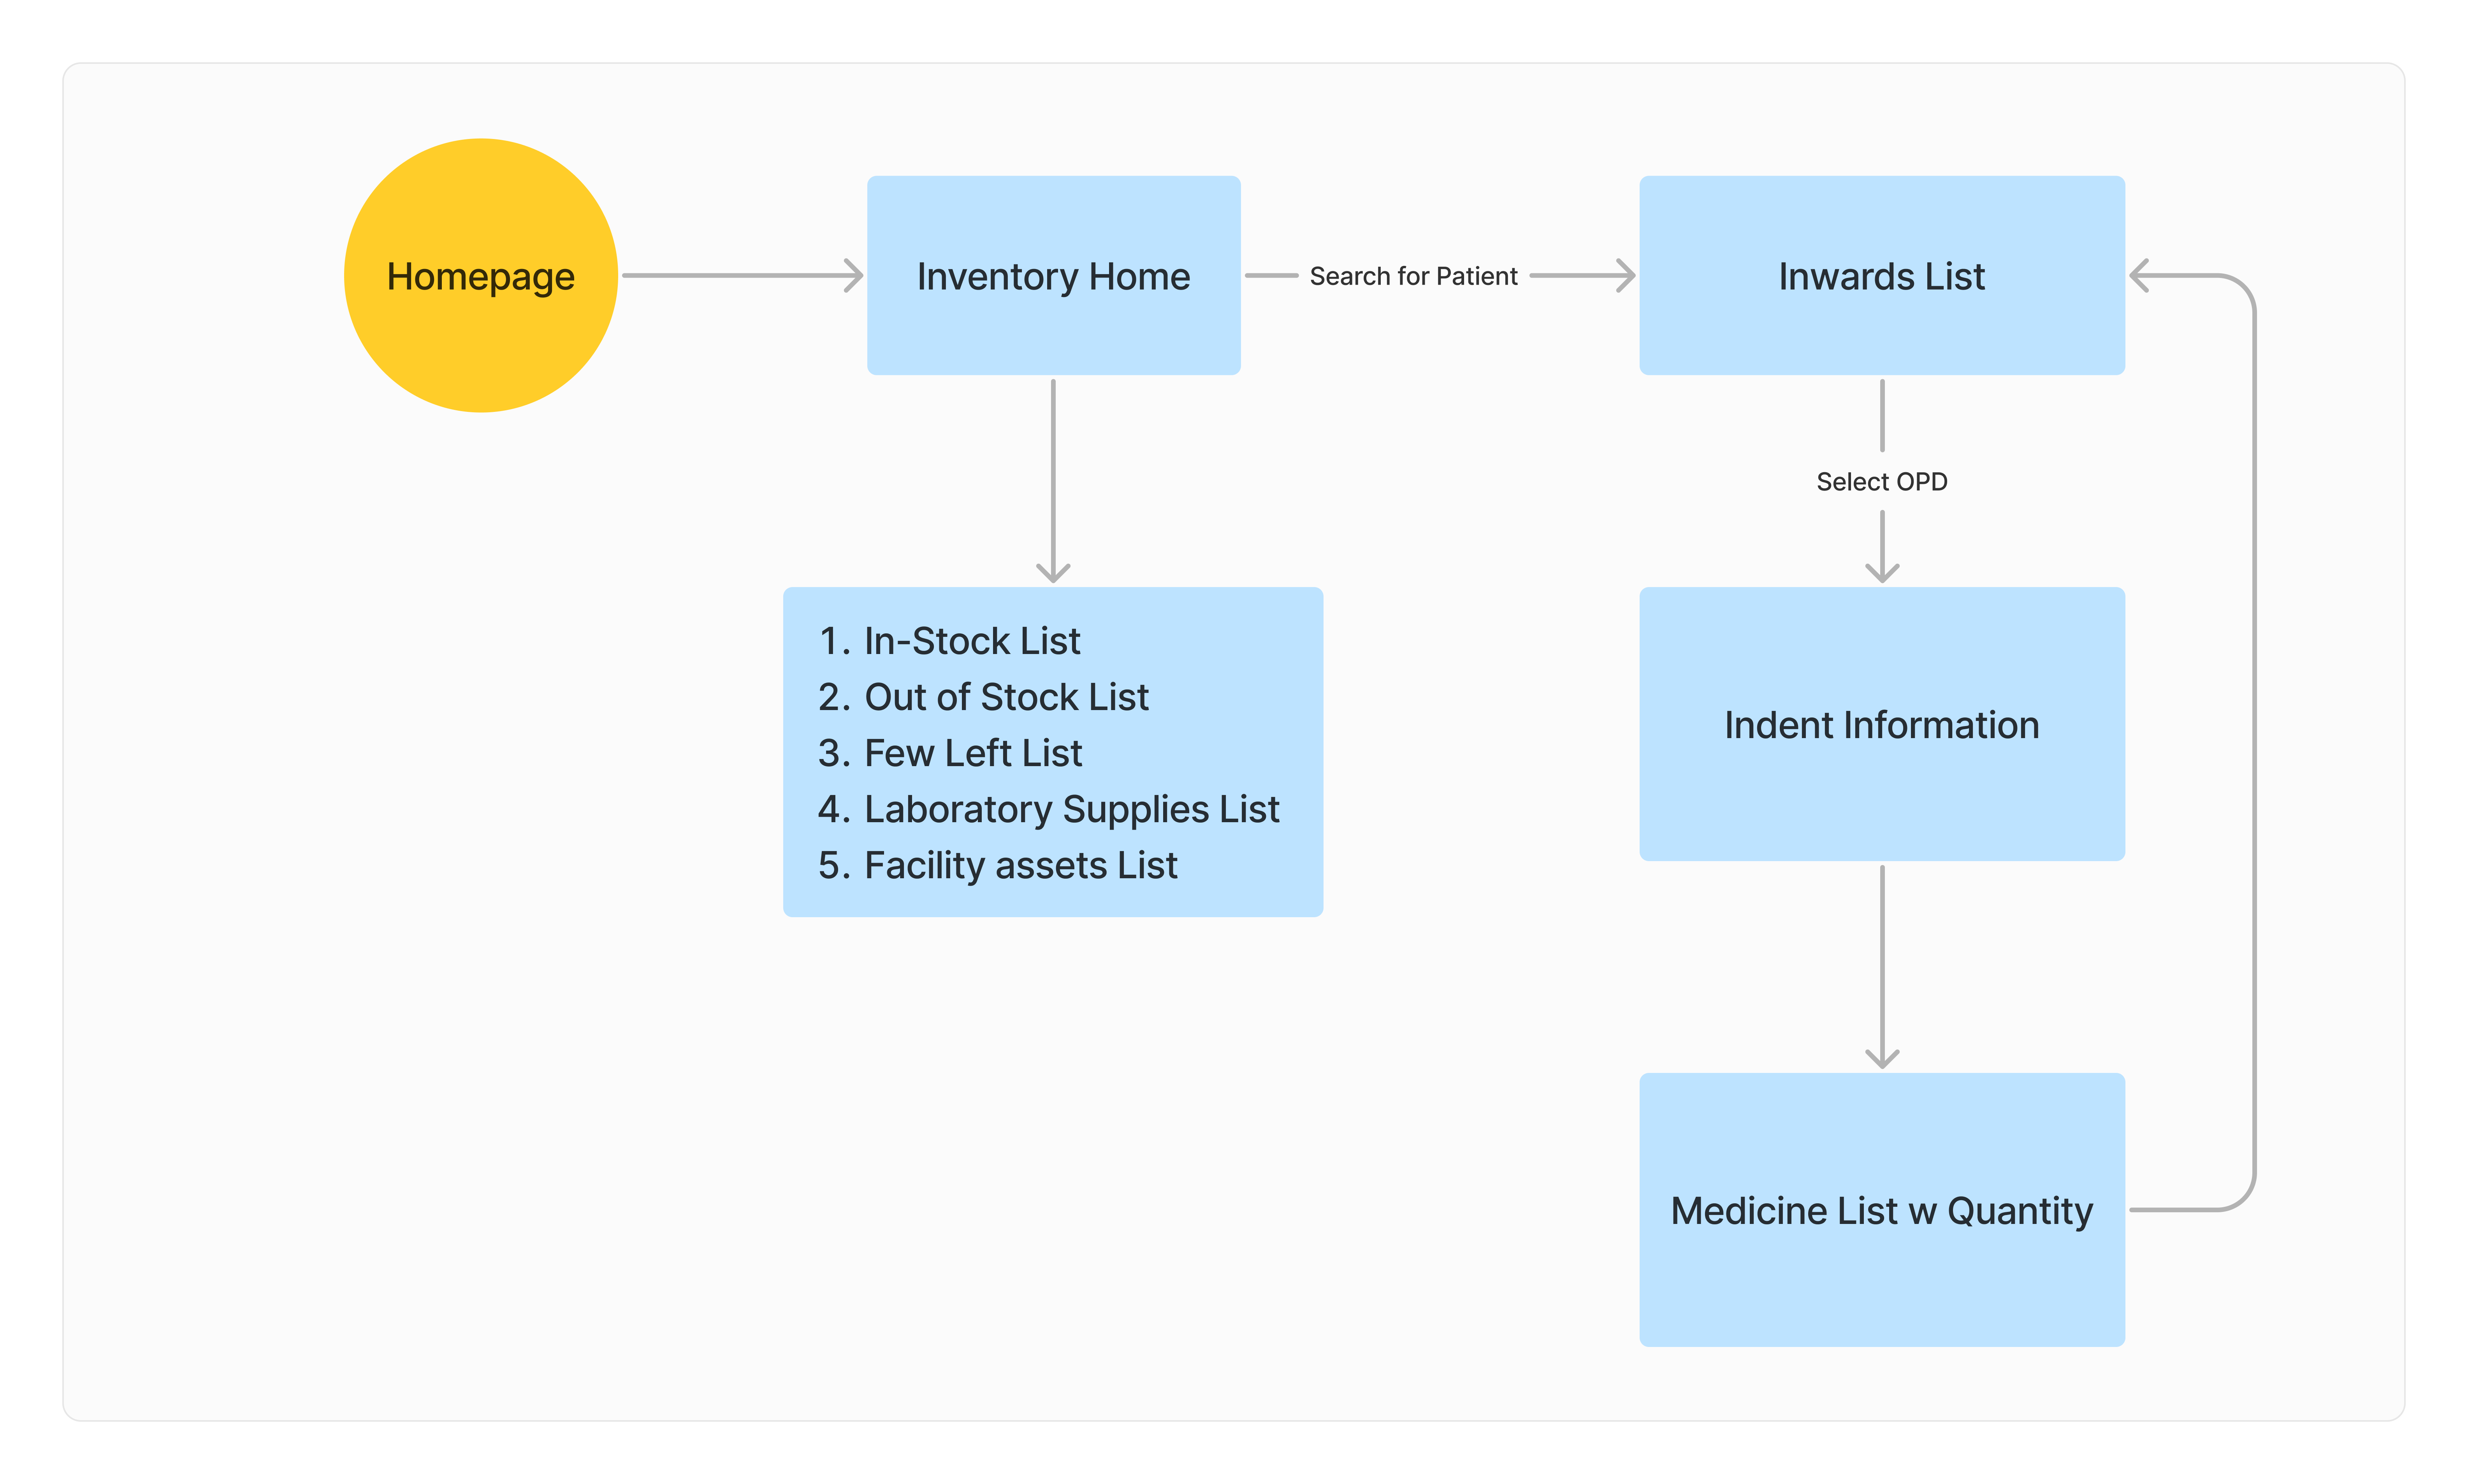 Homepage
Inventory Home
Search for Patient
Inwards List
Select OPD
1. In-Stock List
2. Out of Stock List
3. Few Left List
4. Laboratory Supplies List
5. Facility assets List
Indent Information
Medicine List w Quantity